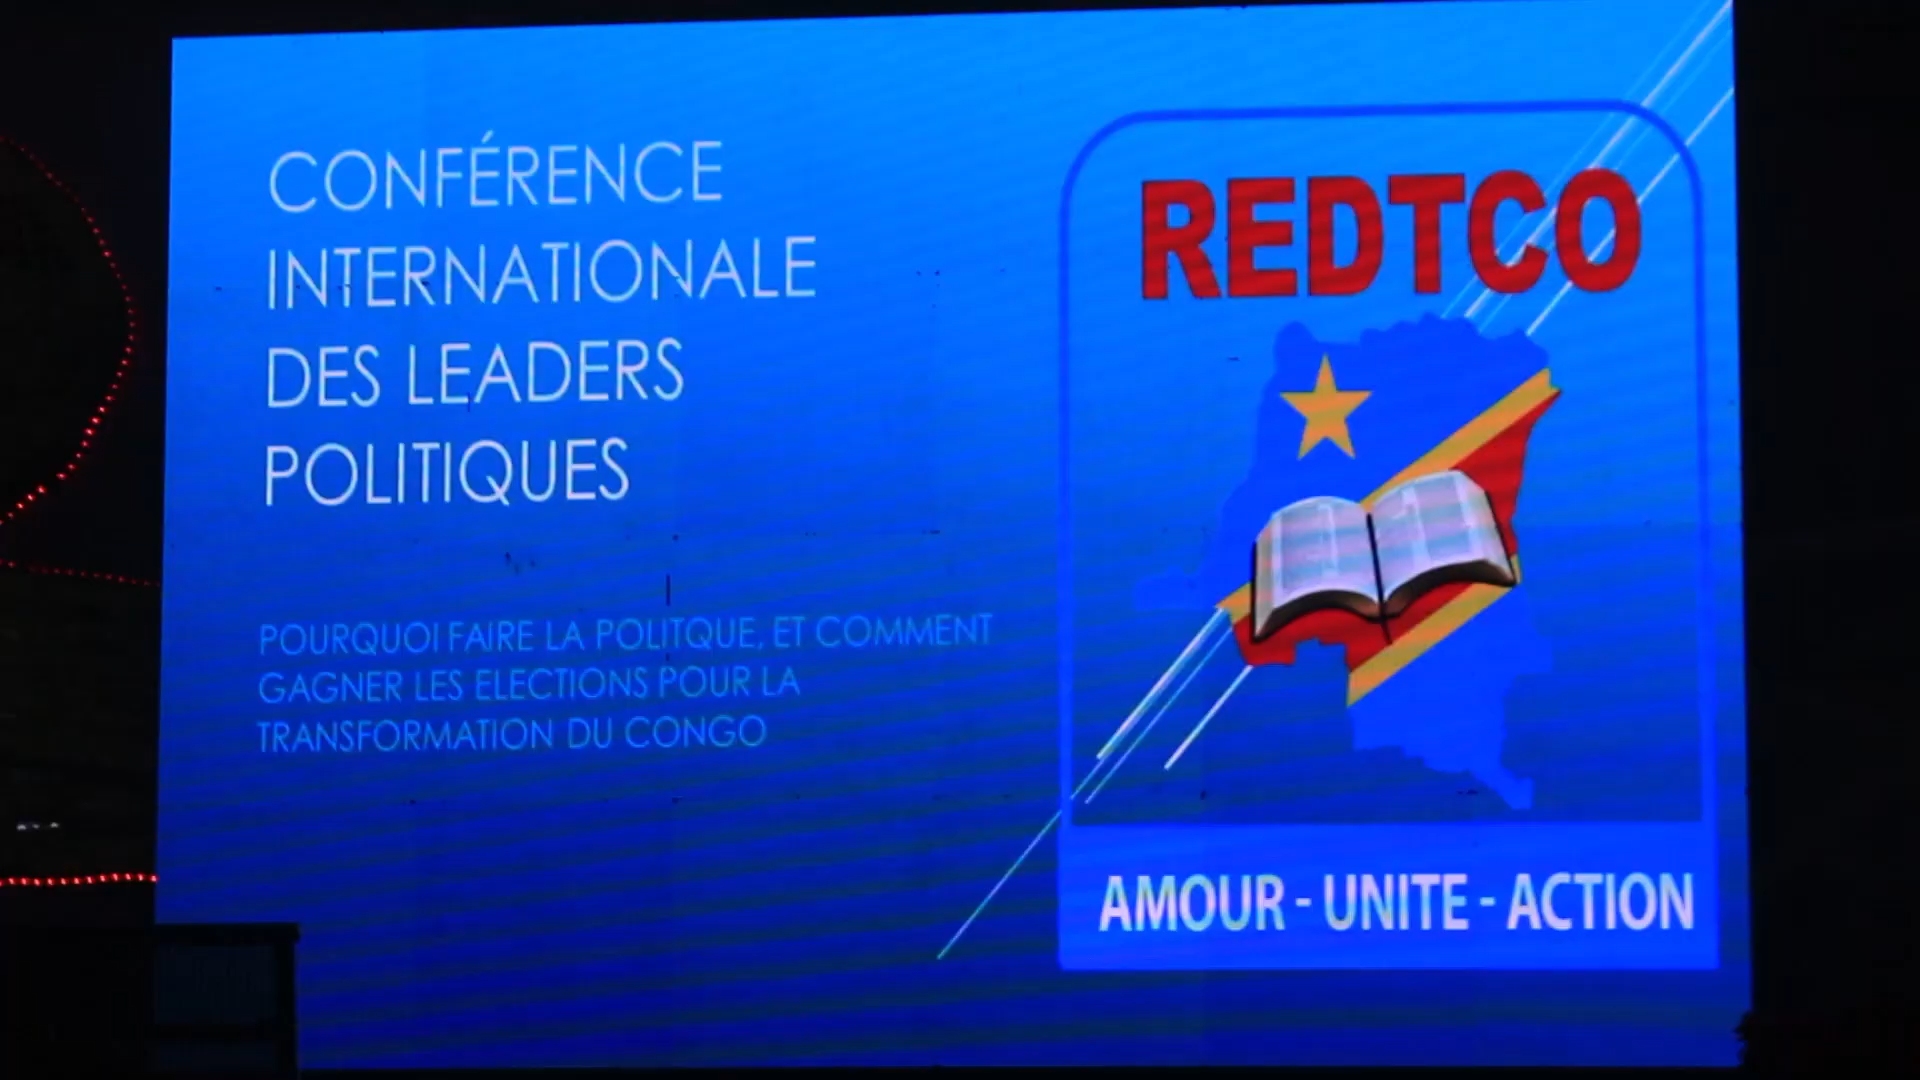 CONFÉRENCE
INTERNATIONALE
DES LEADERS
POLITIQUES
POURQUOI FAIRE LA POLITQUE, ET COMMENT
GAGNER LES ELECTIONS POUR LA
TRANSFORMATION DU CONGO
REDTCO
AMOUR - UNITE - ACTION